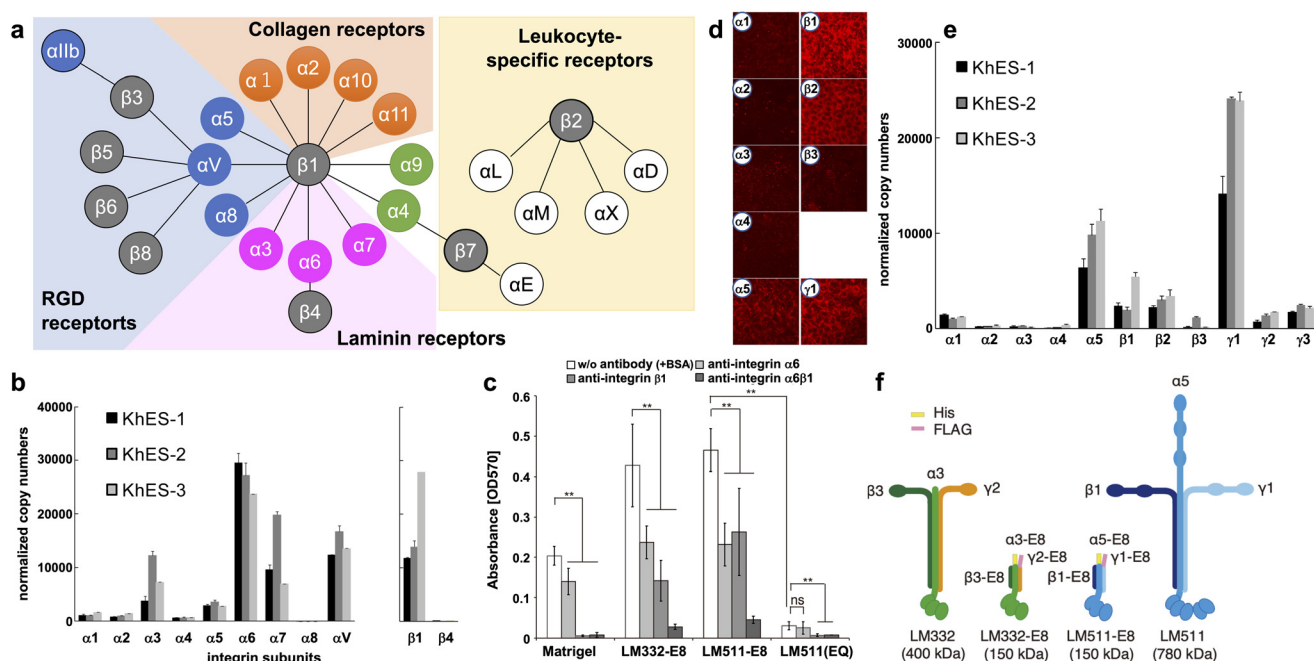 a
Collagen receptors
Leukocyte-
specific receptors
αIIb
β3
α1
α2
α10
α11
α5
β5
αV
β1
α9
β2
αL
αD
β6
α8
α4
αM
αX
β8
α3
α6
α7
β7
αE
β4
RGD
receptorts
Laminin receptors
b
40000
30000
20000
10000
0
normalized copy numbers
KhES-1
KhES-2
KhES-3
α1 α2 α3 α4 α5 α6 α7 α8 αV β1 β4
integrin subunits
c
w/o antibody (+BSA)
anti-integrin α6
anti-integrin β1
anti-integrin α6β1
0.6
0.5
0.4
0.3
0.2
0.1
0
Absorbance [OD570]
**
**
**
**
**
ns
Matrigel LM332-E8 LM511-E8 LM511(EQ)
d
α1 β1
α2 β2
α3 β3
α4
α5 γ1
e
30000
20000
10000
0
normalized copy numbers
KhES-1
KhES-2
KhES-3
α1 α2 α3 α4 α5 β1 β2 β3 γ1 γ2 γ3
f
His
FLAG
α5
α3
β3
γ2
β1
γ1
α3-E8
γ2-E8
β3-E8
α5-E8
γ1-E8
β1-E8
LM332
(400 kDa)
LM332-E8
(150 kDa)
LM511-E8
(150 kDa)
LM511
(780 kDa)